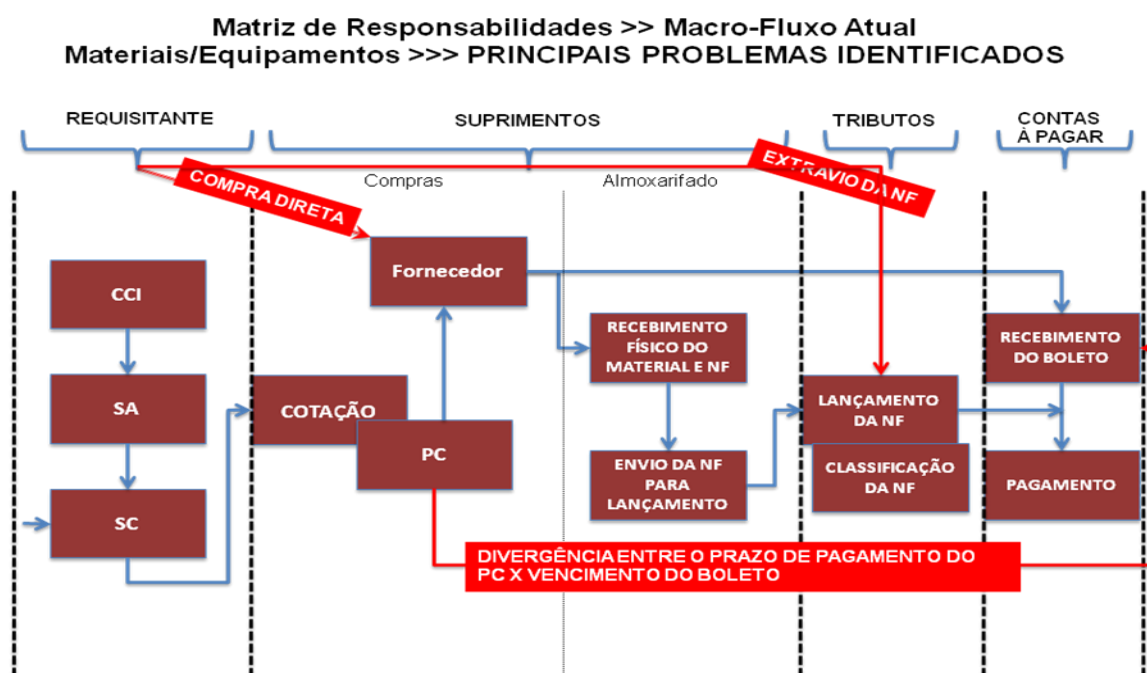 Matriz de Responsabilidades >> Macro-Fluxo Atual
Materiais/Equipamentos >>> PRINCIPAIS PROBLEMAS IDENTIFICADOS
REQUISITANTE
SUPRIMENTOS
TRIBUTOS
CONTAS
À PAGAR
COMPRA DIRETA
Compras
Almoxarifado
EXTRAVIO DA NF
CCI
SA
SC
Fornecedor
COTAÇÃO
PC
RECEBIMENTO
FÍSICO DO
MATERIAL E NF
ENVIO DA NF
PARA
LANÇAMENTO
LANÇAMENTO
DA NF
CLASSIFICAÇÃO
DA NF
RECEBIMENTO
DO BOLETO
PAGAMENTO
DIVERGÊNCIA ENTRE O PRAZO DE PAGAMENTO DO
PC X VENCIMENTO DO BOLETO